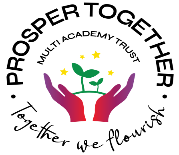 PROSPER TOGETHER
MULTI ACADEMY TRUST
Together we flourish